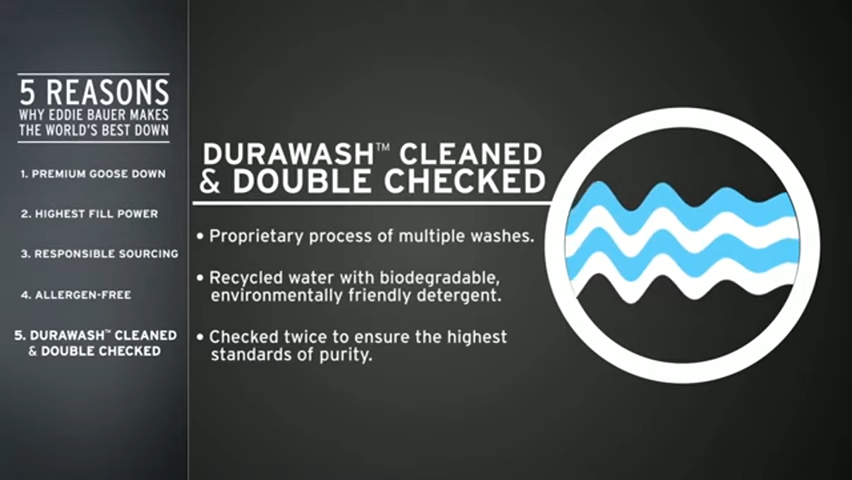 5 REASONS
WHY EDDIE BAUER MAKES
THE WORLD'S BEST DOWN
1. PREMIUM GOOSE DOWN
2. HIGHEST FILL POWER
3. RESPONSIBLE SOURCING
4. ALLERGEN-FREE
5. DURAWASH™ CLEANED
& DOUBLE CHECKED
DURAWASH™ CLEANED
& DOUBLE CHECKED
• Proprietary process of multiple washes.
• Recycled water with biodegradable,
environmentally friendly detergent.
• Checked twice to ensure the highest
standards of purity.